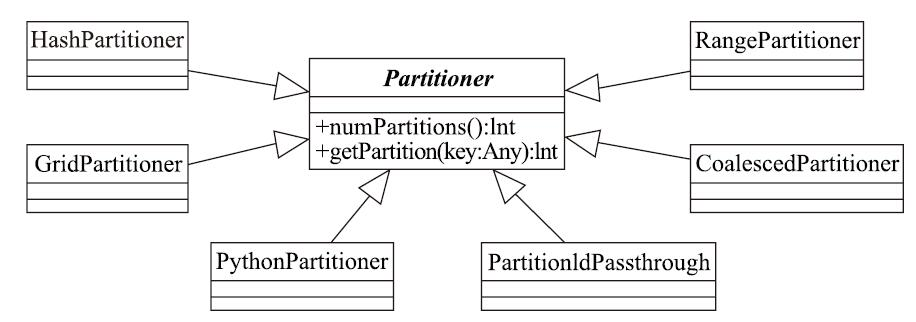 HashPartitioner
RangePartitioner
Partitioner
+numPartitions():Int
+getPartition(key:Any):Int
GridPartitioner
CoalescedPartitioner
PythonPartitioner
PartitionIdPassthrough